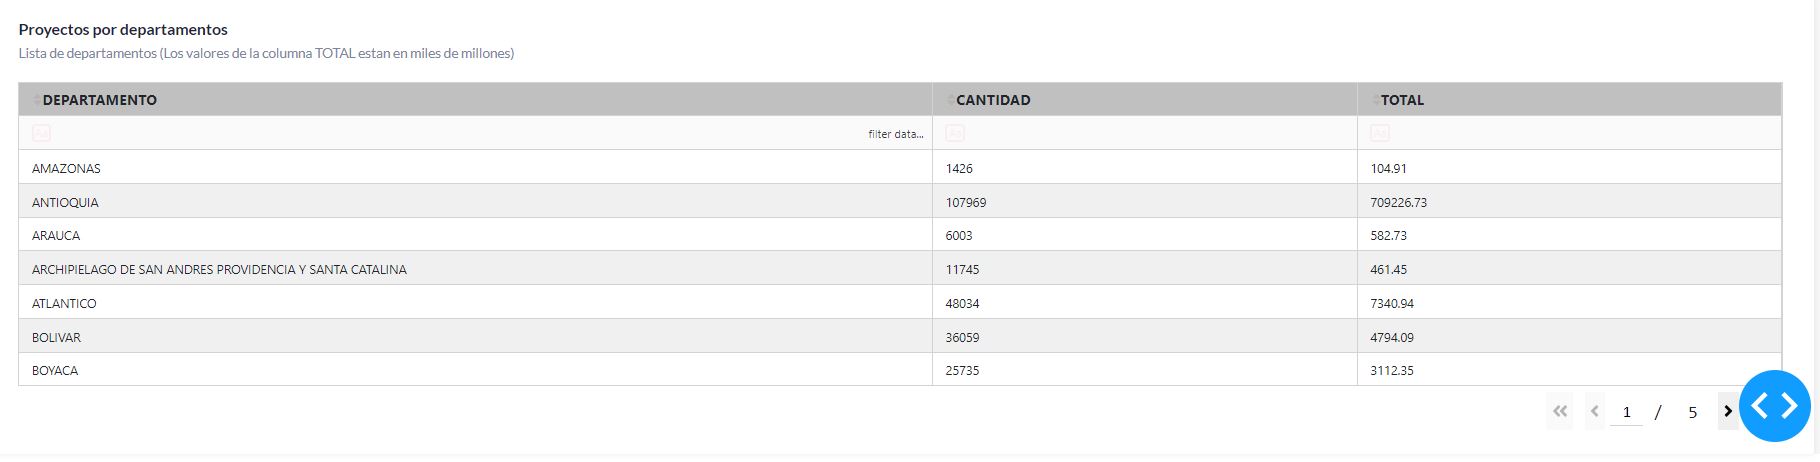 Proyectos por departamentos
Lista de departamentos (Los valores de la columna TOTAL estan en miles de millones)
DEPARTAMENTO CANTIDAD TOTAL
Aa filter data... Aa Aa
AMAZONAS 1426 104.91
ANTIOQUIA 107969 709226.73
ARAUCA 6003 582.73
ARCHIPIELAGO DE SAN ANDRES PROVIDENCIA Y SANTA CATALINA 11745 461.45
ATLANTICO 48034 7340.94
BOLIVAR 36059 4794.09
BOYACA 25735 3112.35
1 / 5